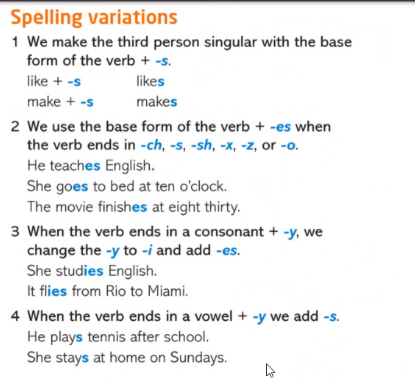 Spelling variations
1 We make the third person singular with the base
form of the verb + -s.
like + -s likes
make + -s makes
2 We use the base form of the verb + -es when
the verb ends in -ch, -s, -sh, -x, -z, or -o.
He teaches English.
She goes to bed at ten o'clock.
The movie finishes at eight thirty.
3 When the verb ends in a consonant + -y, we
change the -y to -i and add -es.
She studies English.
It flies from Rio to Miami.
4 When the verb ends in a vowel + -y we add -s.
He plays tennis after school.
She stays at home on Sundays.